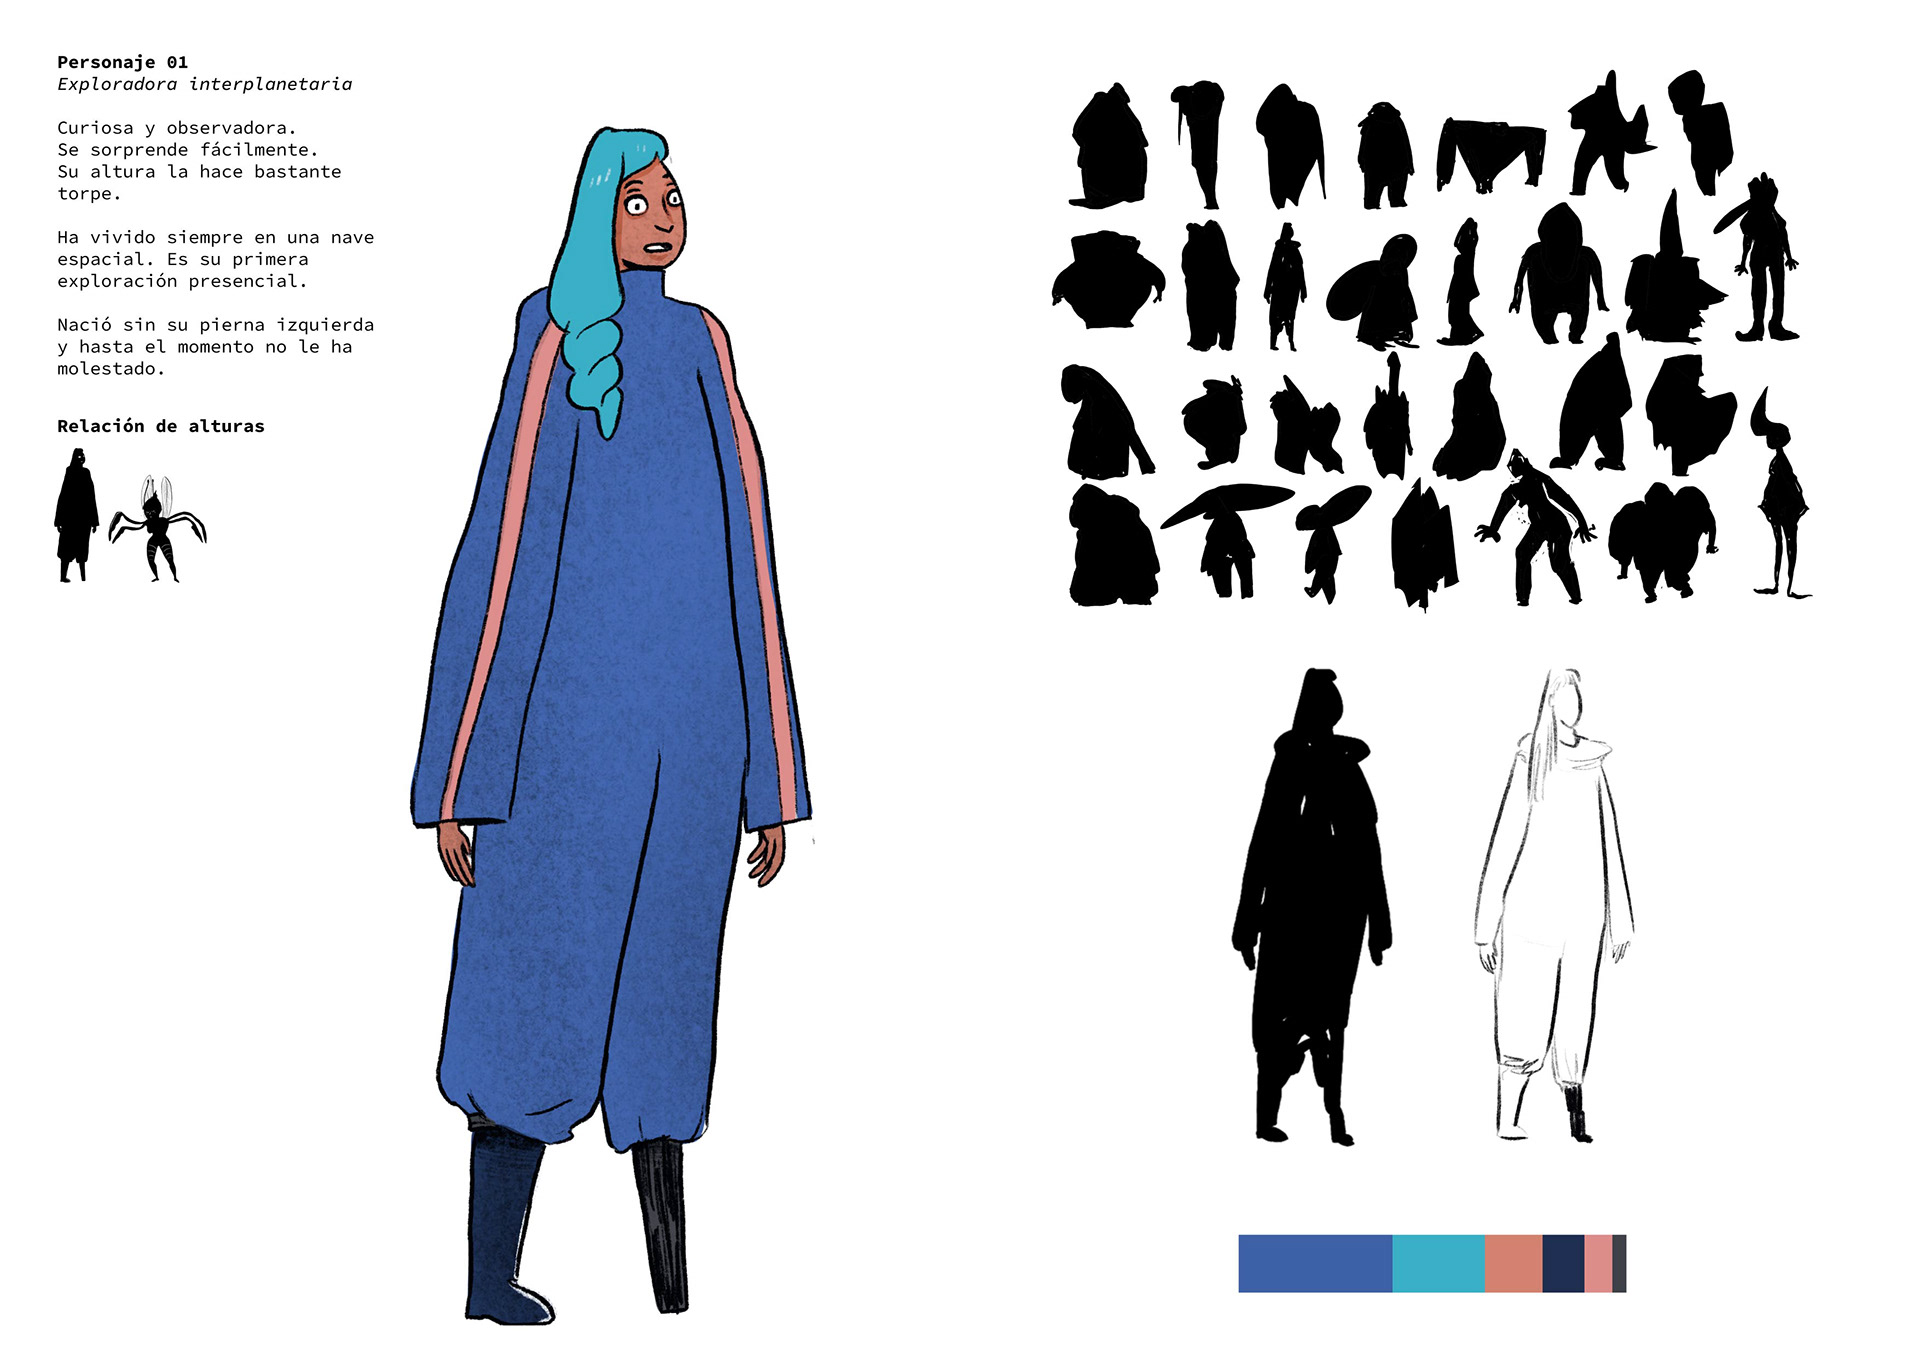 Personaje 01
Exploradora interplanetaria
Curiosa y observadora.
Se sorprende fácilmente.
Su altura la hace bastante
torpe.
Ha vivido siempre en una nave
espacial. Es su primera
exploración presencial.
Nació sin su pierna izquierda
y hasta el momento no le ha
molestado.
Relación de alturas